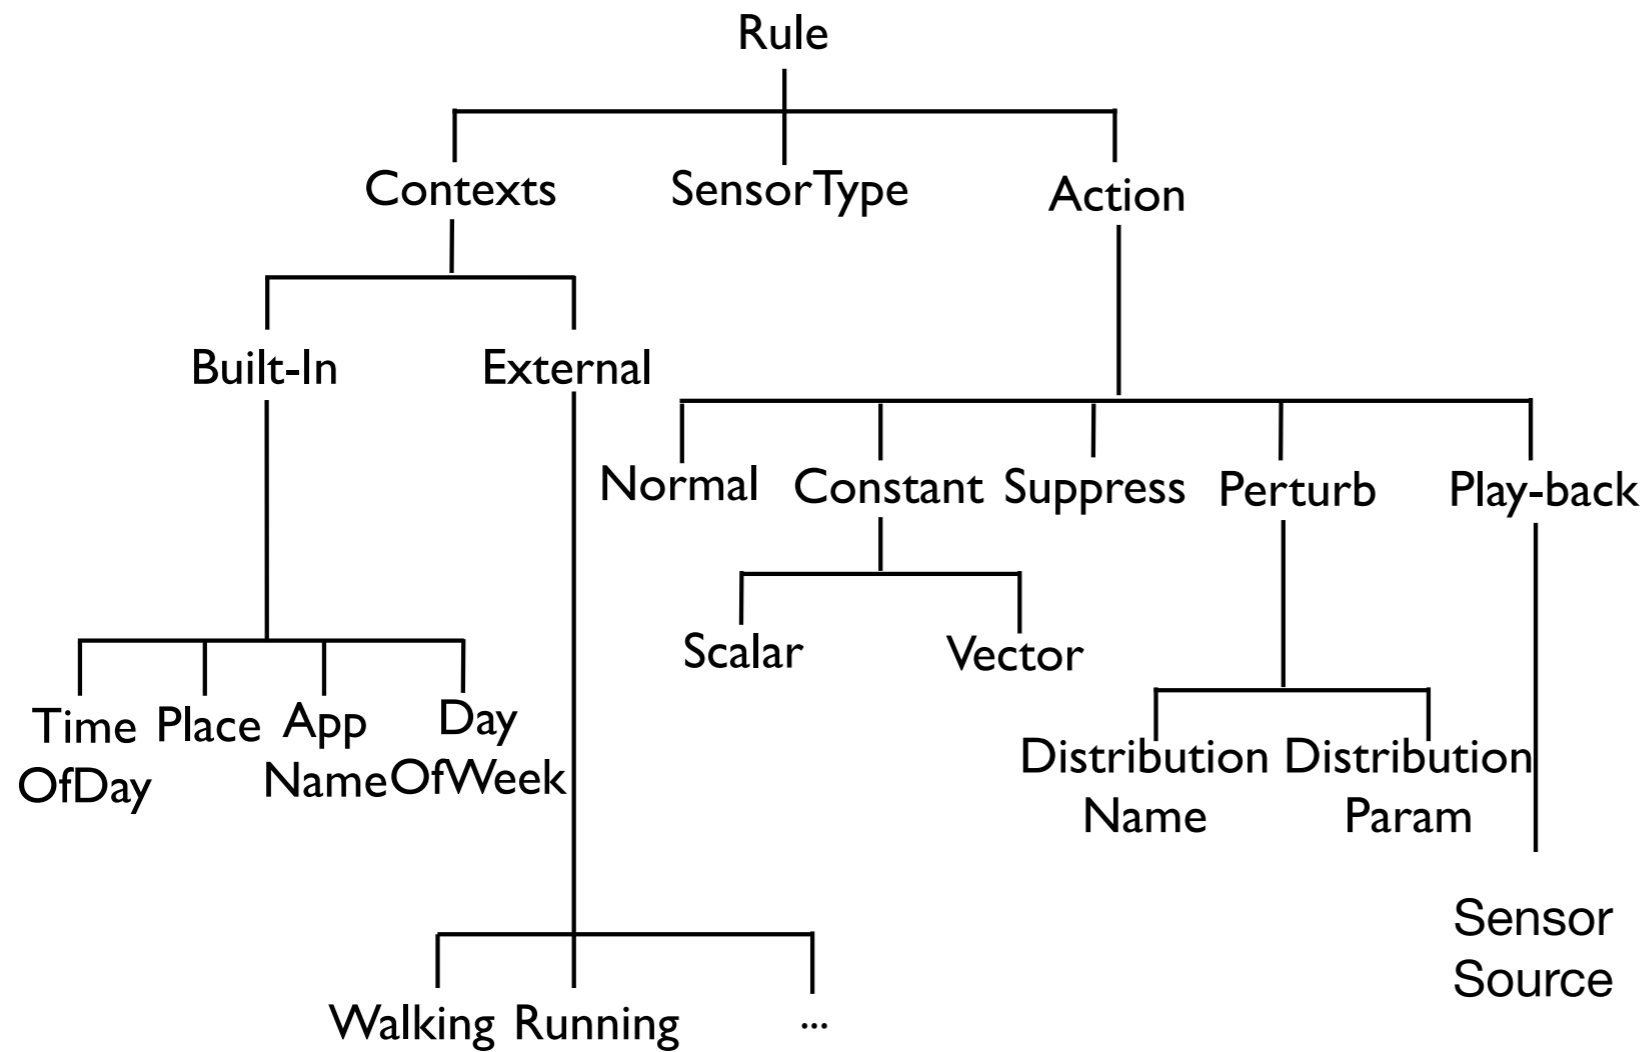 Rule
Contexts
SensorType
Action
Built-In
External
Normal
Constant
Suppress
Perturb
Play-back
Scalar
Vector
Time
OfDay
Place
App
Name
Day
OfWeek
Distribution
Name
Distribution
Param
Sensor
Source
Walking
Running
...